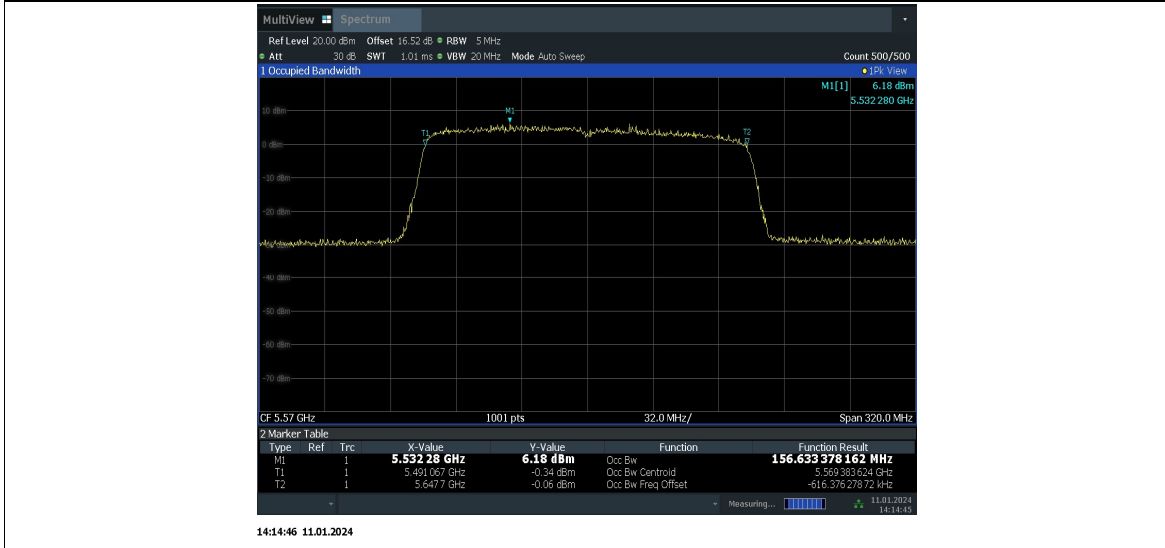 MultiView Spectrum
Ref Level 20.00 dBm Offset 16.52 dB RBW 5 MHz
Att 30 dB SWT 1.01 ms VBW 20 MHz Mode Auto Sweep Count 500/500
1 Occupied Bandwidth 1Pk View
M1[1] 6.18 dBm
5.532 280 GHz
10 dBm
M1
T1
T2
0 dBm
-10 dBm
-20 dBm
-40 dBm
-50 dBm
-60 dBm
-70 dBm
CF 5.57 GHz 1001 pts 32.0 MHz/ Span 320.0 MHz
2 Marker Table
Type Ref Trc X-Value Y-Value Function Function Result
M1 1 5.532 28 GHz 6.18 dBm Occ Bw 156.633 378 162 MHz
T1 1 5.491 067 GHz -0.34 dBm Occ Bw Centroid 5.569 383 624 GHz
T2 1 5.647 7 GHz -0.06 dBm Occ Bw Freq Offset -616.376 278 72 kHz
Measuring... 11.01.2024
14:14:45
14:14:46 11.01.2024